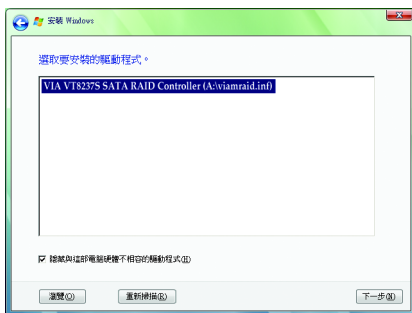 安裝 Windows
選取要安裝的驅動程式。
VIA VT8237S SATA RAID Controller (A:\viamraid.inf)
隱藏與這部電腦硬體不相容的驅動程式(H)
瀏覽(O)
重新掃描(R)
下一步(N)